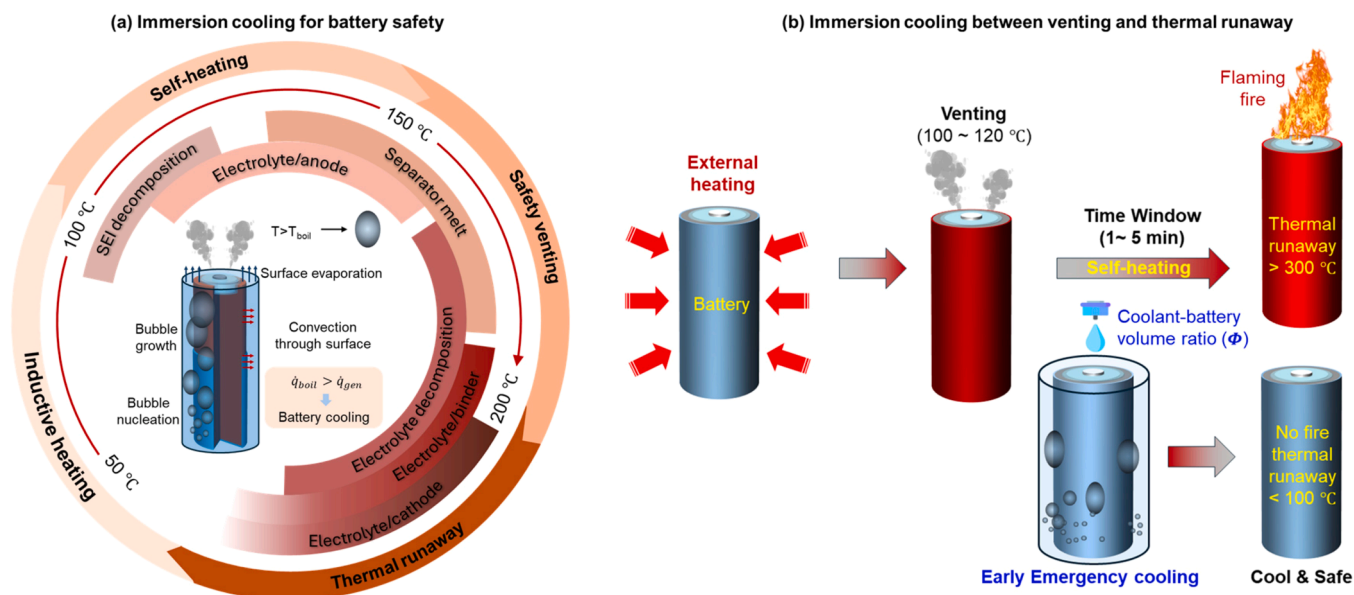 (a) Immersion cooling for battery safety
Self-heating
Safety venting
Thermal runaway
Inductive heating
50 ℃
100 ℃
150 ℃
200 ℃
SEI decomposition
Electrolyte/anode
Separator melt
Electrolyte decomposition
Electrolyte/binder
Electrolyte/cathode
T>Tboil
Surface evaporation
Bubble
growth
Convection
through surface
Bubble
nucleation
q̇boil > q̇gen
Battery cooling
(b) Immersion cooling between venting and thermal runaway
External
heating
Battery
Venting
(100 ~ 120 ℃)
Time Window
(1~ 5 min)
Self-heating
Flaming
fire
Thermal
runaway
> 300 ℃
Coolant-battery
volume ratio (Φ)
Early Emergency cooling
No fire
thermal
runaway
< 100 ℃
Cool & Safe